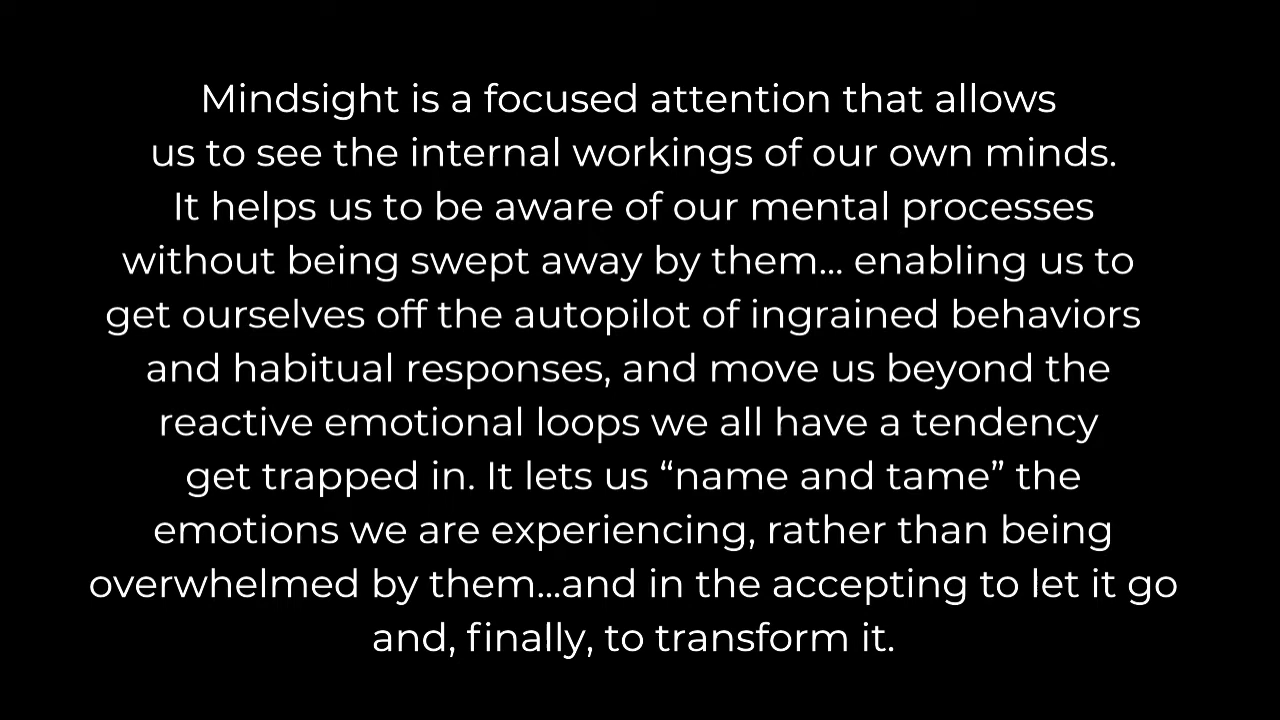 Mindsight is a focused attention that allows
us to see the internal workings of our own minds.
It helps us to be aware of our mental processes
without being swept away by them... enabling us to
get ourselves off the autopilot of ingrained behaviors
and habitual responses, and move us beyond the
reactive emotional loops we all have a tendency
get trapped in. It lets us “name and tame” the
emotions we are experiencing, rather than being
overwhelmed by them...and in the accepting to let it go
and, finally, to transform it.